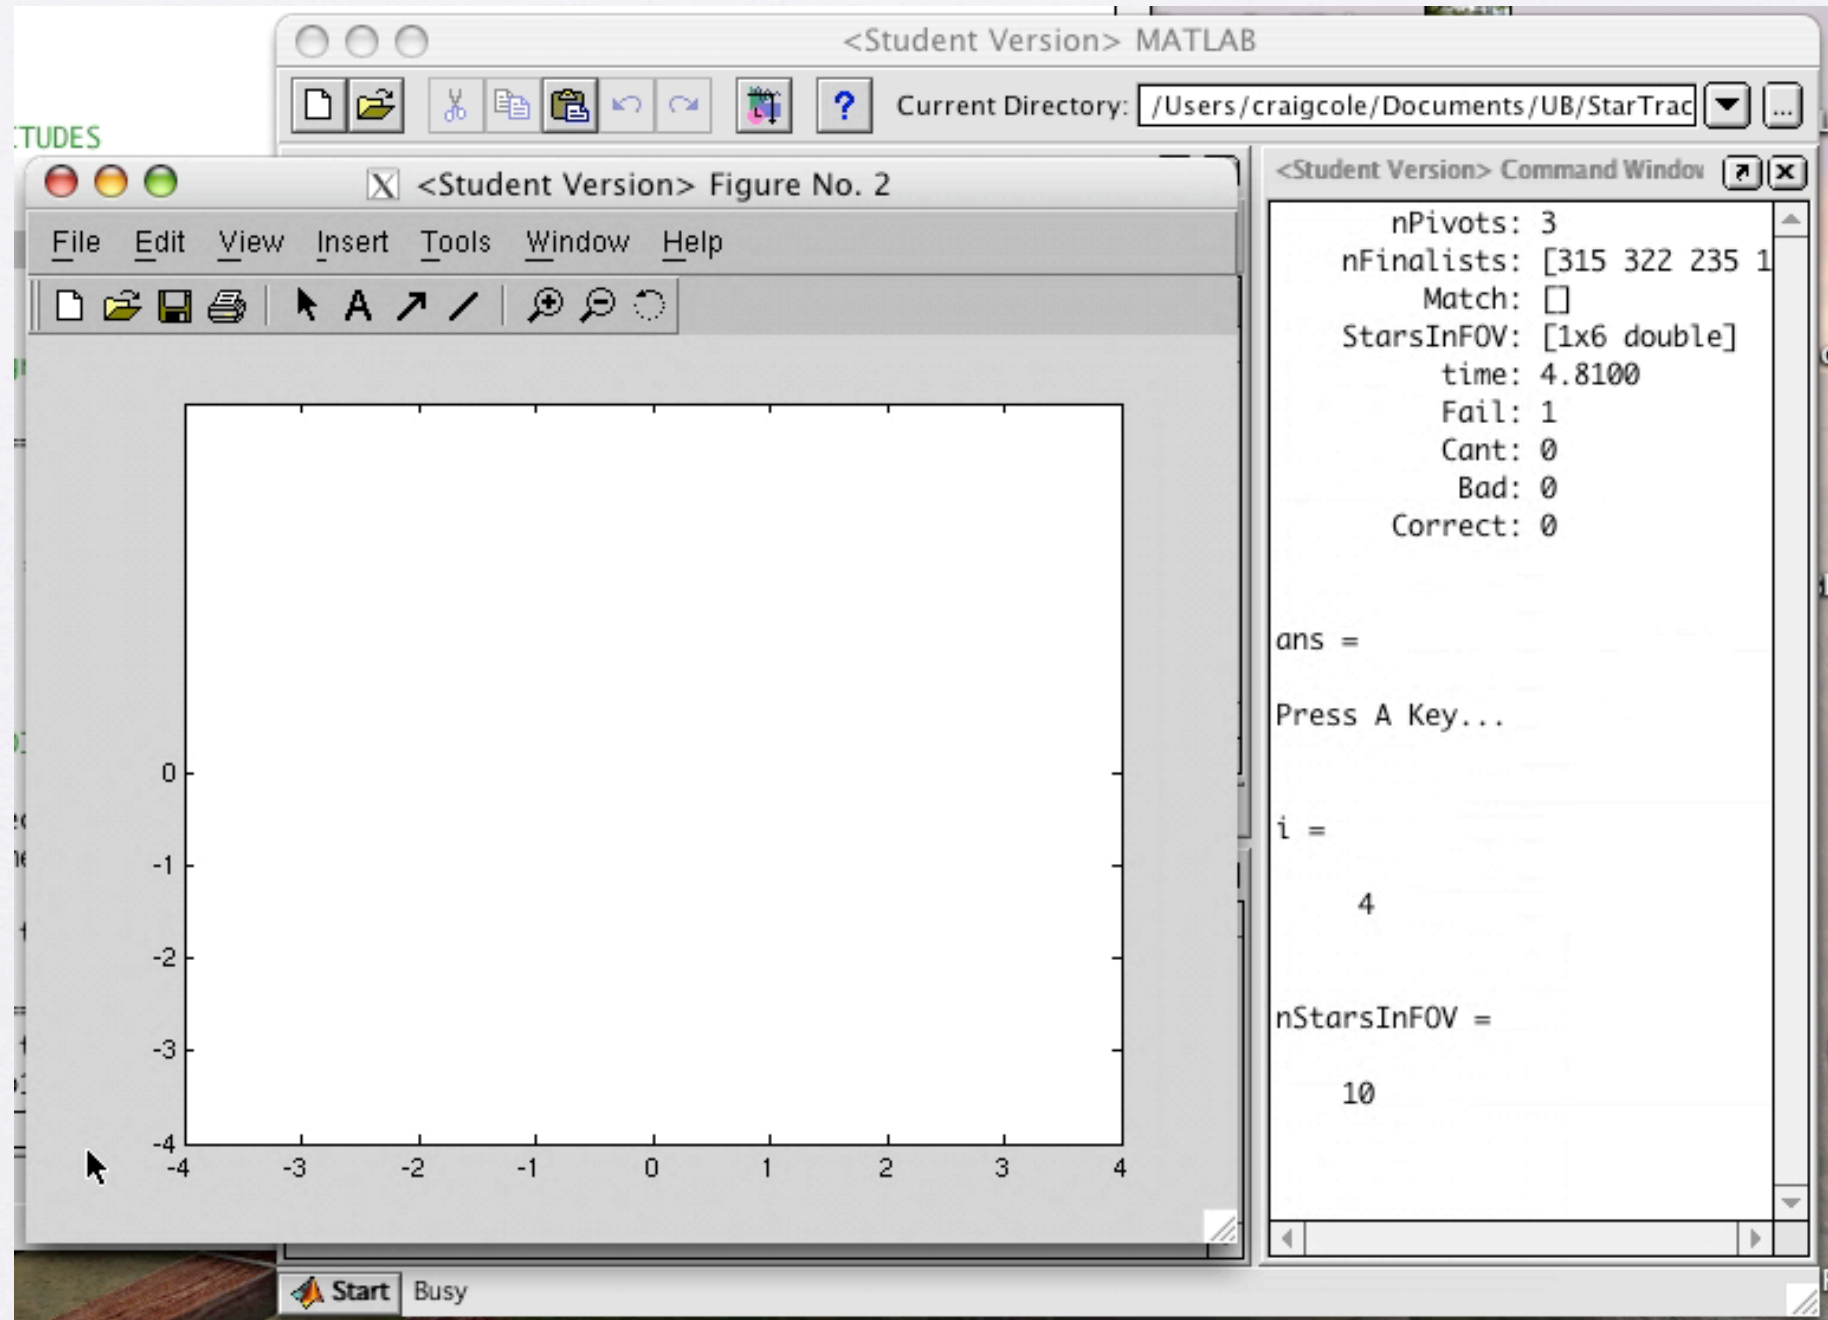 <Student Version> MATLAB
Current Directory: /Users/craigcole/Documents/UB/StarTrac
TUDES
<Student Version> Figure No. 2
File Edit View Insert Tools Window Help
0
-1
-2
-3
-4
-4 -3 -2 -1 0 1 2 3 4
<Student Version> Command Window
nPivots: 3
nFinalists: [315 322 235 1
Match: []
StarsInFOV: [1x6 double]
time: 4.8100
Fail: 1
Cant: 0
Bad: 0
Correct: 0
ans =
Press A Key...
i =
4
nStarsInFOV =
10
Start Busy